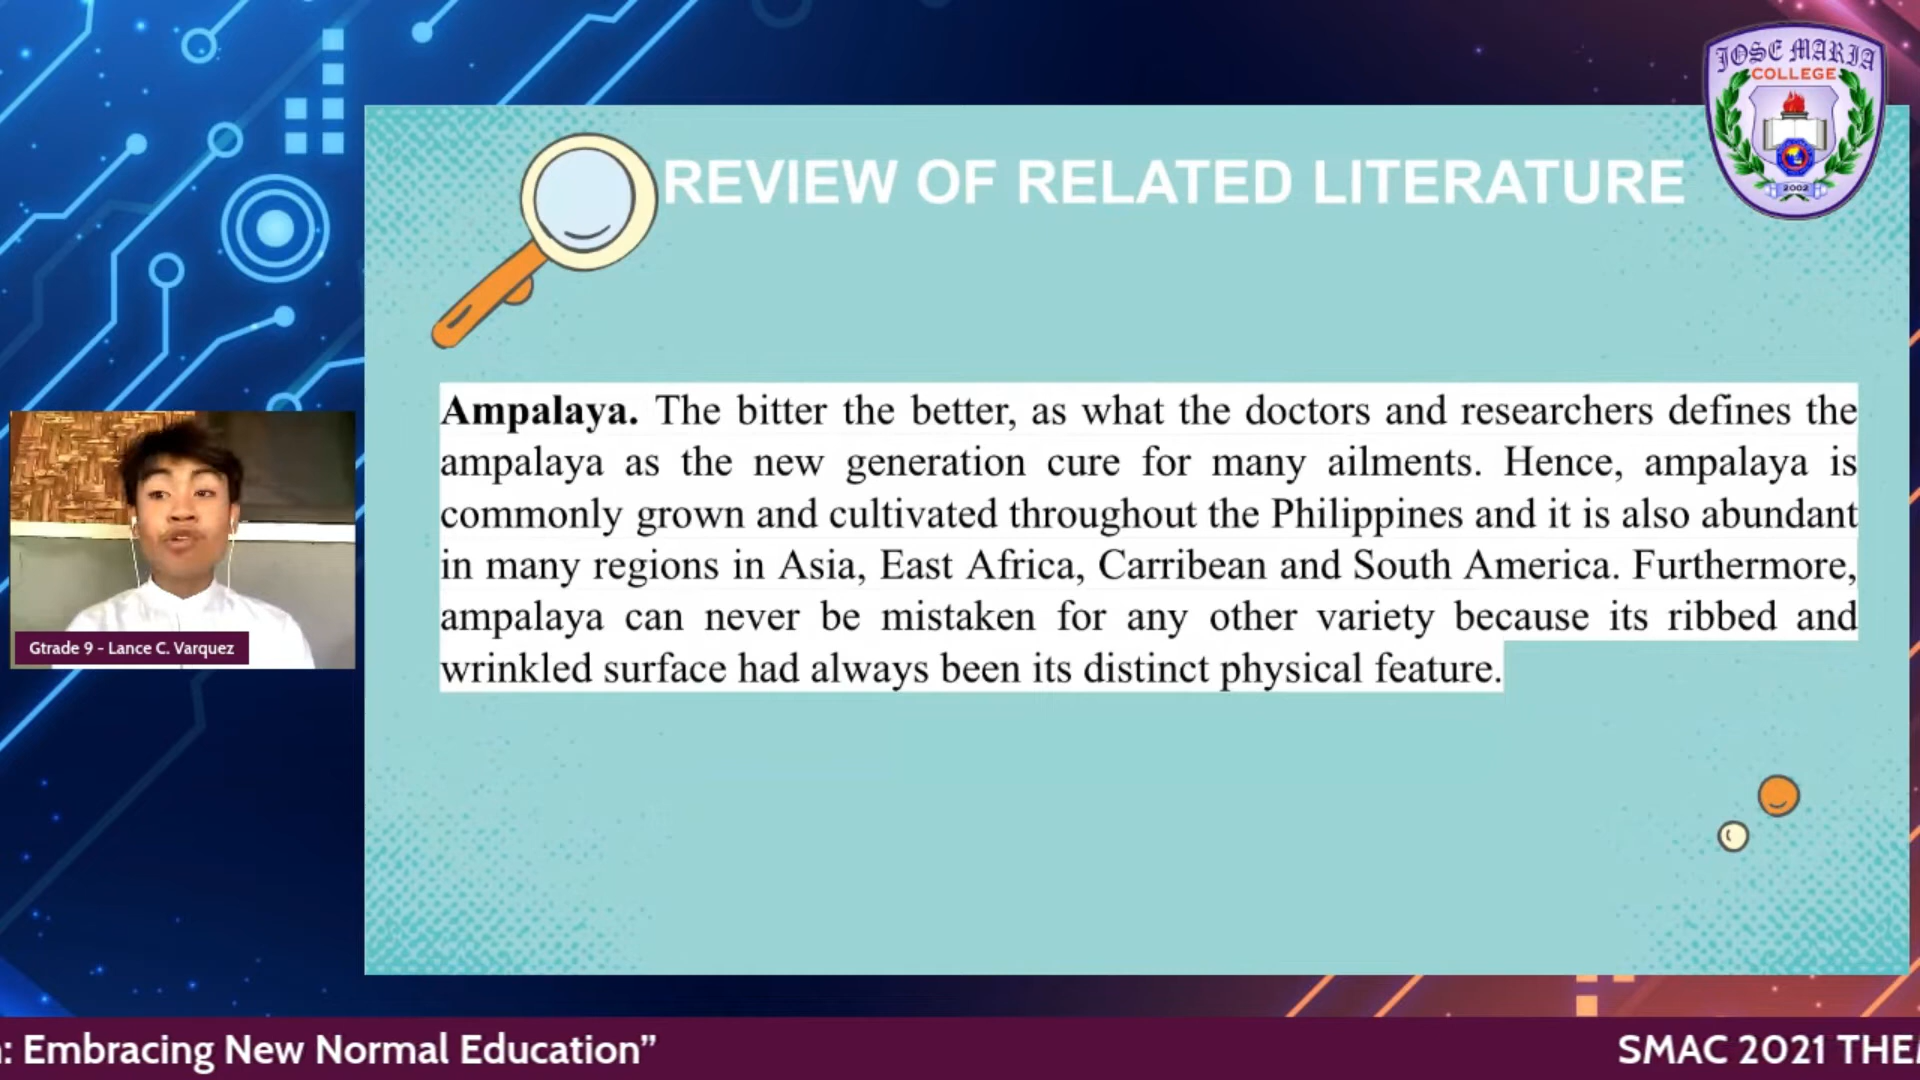 JOSE MARIA
COLLEGE
2002
REVIEW OF RELATED LITERATURE
Ampalaya. The bitter the better, as what the doctors and researchers defines the
ampalaya as the new generation cure for many ailments. Hence, ampalaya is
commonly grown and cultivated throughout the Philippines and it is also abundant
in many regions in Asia, East Africa, Carribean and South America. Furthermore,
ampalaya can never be mistaken for any other variety because its ribbed and
wrinkled surface had always been its distinct physical feature.
Gtrade 9 - Lance C. Varquez
: Embracing New Normal Education”
SMAC 2021 THE